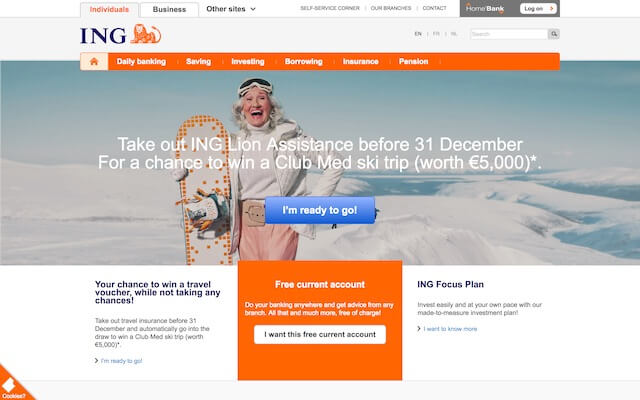 Individuals
Business
Other sites
SELF-SERVICE CORNER
OUR BRANCHES
CONTACT
Home'Bank
Log on >
ING
EN | FR | NL
Search
Daily banking
Saving
Investing
Borrowing
Insurance
Pension
Take out ING Lion Assistance before 31 December
For a chance to win a Club Med ski trip (worth €5,000)*.
I'm ready to go!
Your chance to win a travel
voucher, while not taking any
chances!
Take out travel insurance before 31
December and automatically go into the
draw to win a Club Med ski trip (worth
€5,000)*.
> I'm ready to go!
Free current account
Do your banking anywhere and get advice from any
branch. All that and much more, free of charge!
I want this free current account
ING Focus Plan
Invest easily and at your own pace with our
made-to-measure investment plan!
> I want to know more
Cookies?